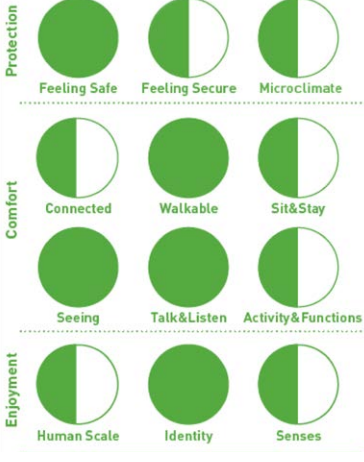 Protection
Feeling Safe Feeling Secure Microclimate
Comfort
Connected Walkable Sit&Stay
Seeing Talk&Listen Activity&Functions
Enjoyment
Human Scale Identity Senses